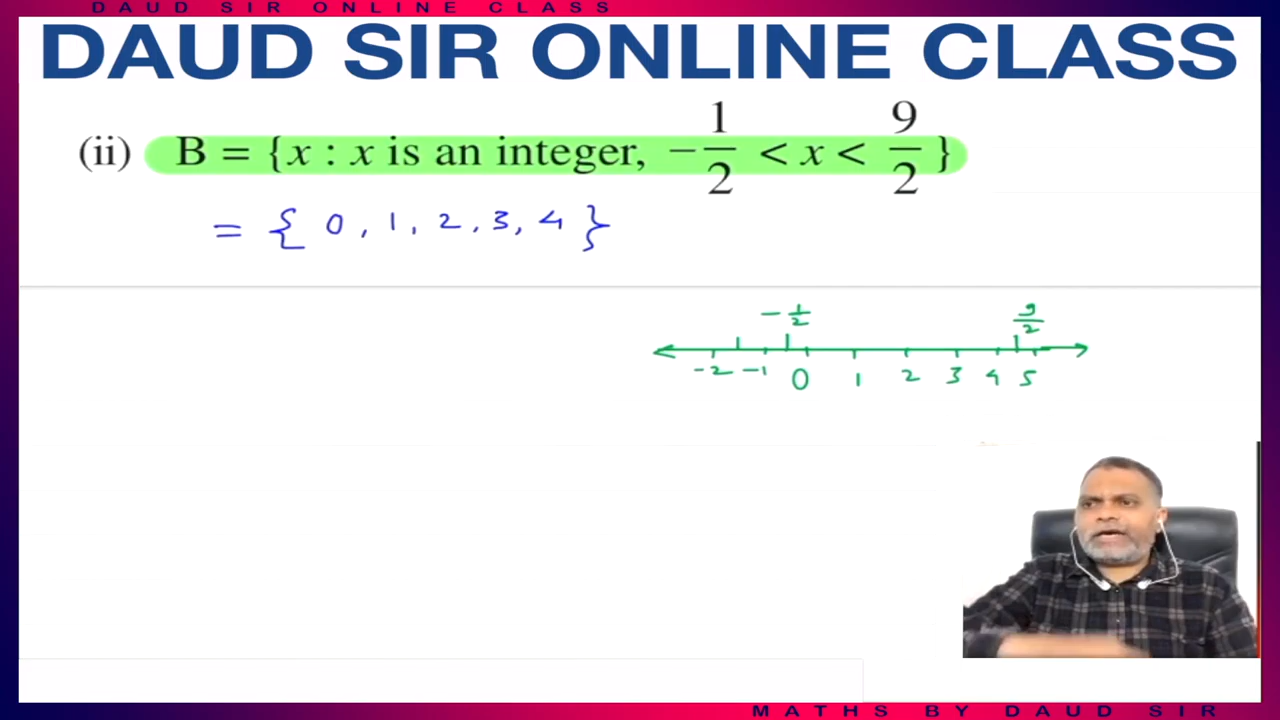 DAUD SIR ONLINE CLASS
DAUD SIR ONLINE CLASS
(ii) B = {x : x is an integer, −1/2 < x < 9/2}
= { 0, 1, 2, 3, 4 }
−1/2 9/2
-2 -1 0 1 2 3 4 5
MATHS BY DAUD SIR